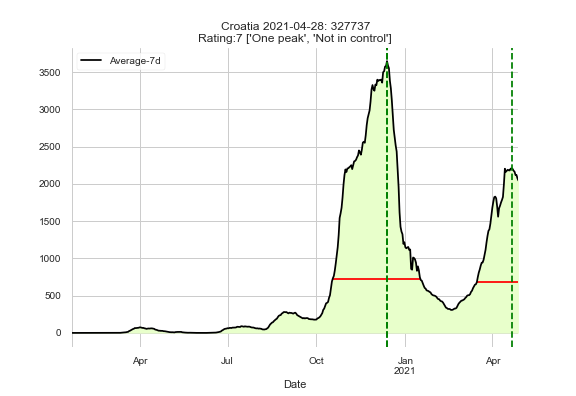 Croatia 2021-04-28: 327737
Rating:7 ['One peak', 'Not in control']
Average-7d
3500
3000
2500
2000
1500
1000
500
0
Apr
Jul
Oct
Jan
2021
Apr
Date